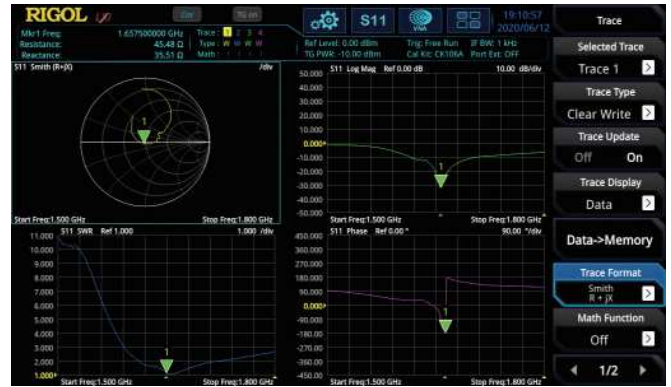 RIGOL Cor TG on S11 VNA 19:10:57
2020/06/12
Mkr1 Freq: 1.657500000 GHz Trace: 1 2 3 4
Resistance: 45.48 Ω Type: W W W W Ref Level: 0.00 dBm Trig: Free Run IF BW: 1 kHz
Reactance: 35.51 Ω Math: TG PWR: -10.00 dBm Cal Kit: CK106A Port Ext: OFF
S11 Smith (R+jX) /div
1
Start Freq:1.500 GHz Stop Freq:1.800 GHz
S11 Log Mag Ref 0.00 dB 10.00 dB/div
50.000
40.000
30.000
20.000
10.000
0.000
-10.000
-20.000
-30.000
-40.000
-50.000
1
Start Freq:1.500 GHz Stop Freq:1.800 GHz
S11 SWR Ref 1.000 1.000 /div
11.000
10.000
9.000
8.000
7.000
6.000
5.000
4.000
3.000
2.000
1.000
1
Start Freq:1.500 GHz Stop Freq:1.800 GHz
S11 Phase Ref 0.00 ° 90.00 °/div
450.000
360.000
270.000
180.000
90.000
0.000
-90.000
-180.000
-270.00
-360.00
-450.00
1
Start Freq:1.500 GHz Stop Freq:1.800 GHz
Trace
Selected Trace
Trace 1
Trace Type
Clear Write
Trace Update
Off On
Trace Display
Data
Data->Memory
Trace Format
Smith
R + jX
Math Function
Off
1/2